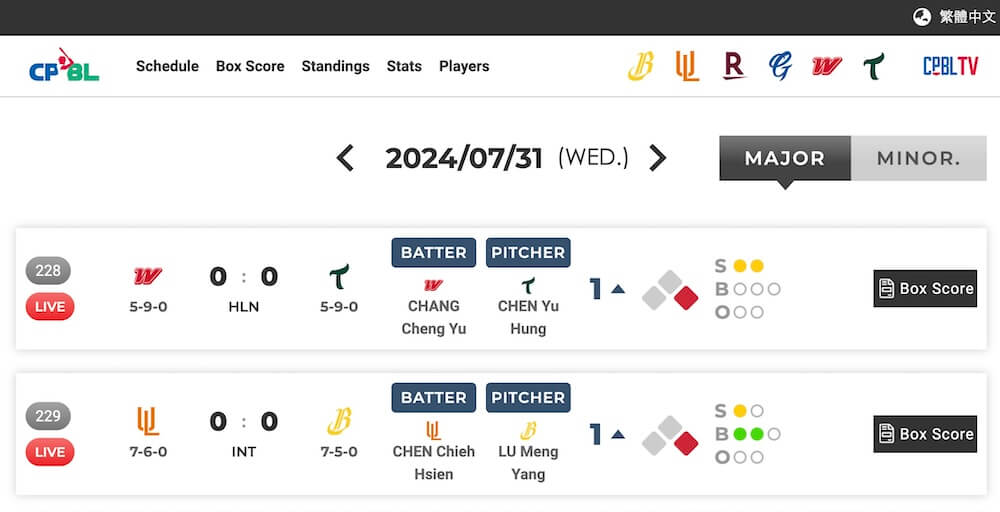 繁體中文
CPBL Schedule Box Score Standings Stats Players B UL R G W T CPBLTV
2024/07/31 (WED.) MAJOR MINOR.
228 LIVE
W 5-9-0
0 : 0
HLN
T 5-9-0
BATTER
W
CHANG
Cheng Yu
PITCHER
T
CHEN Yu
Hung
1
S
B
O
Box Score
229 LIVE
UL 7-6-0
0 : 0
INT
B 7-5-0
BATTER
UL
CHEN Chieh
Hsien
PITCHER
B
LU Meng
Yang
1
S
B
O
Box Score